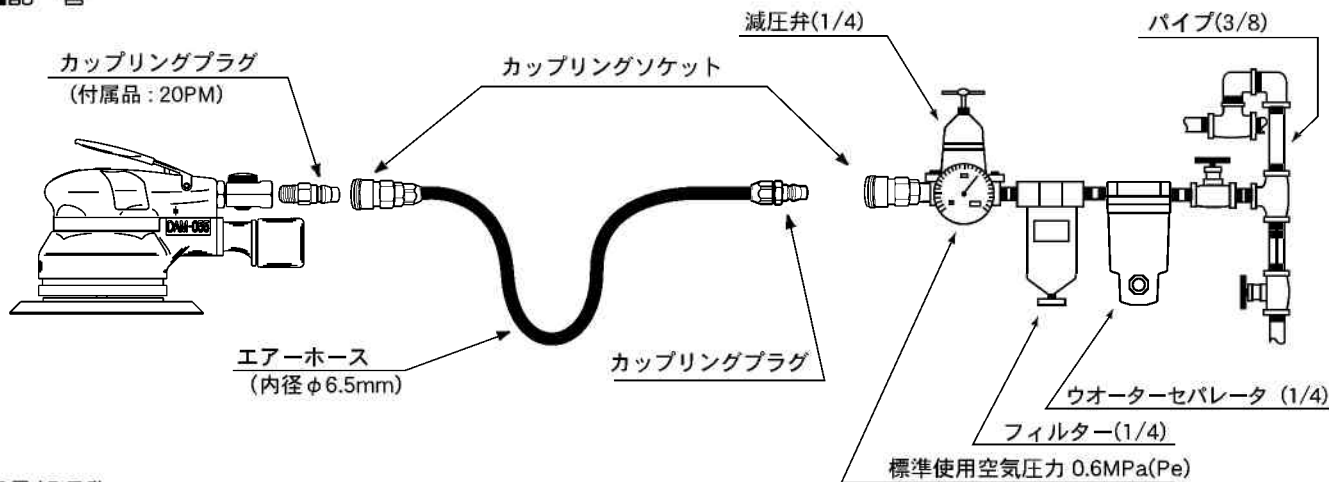 減圧弁(1/4)
パイプ(3/8)
カップリングプラグ
(付属品 : 20PM)
カップリングソケット
DAM-055
エアーホース
(内径φ6.5mm)
カップリングプラグ
ウオーターセパレータ (1/4)
フィルター(1/4)
標準使用空気圧力 0.6MPa(Pe)